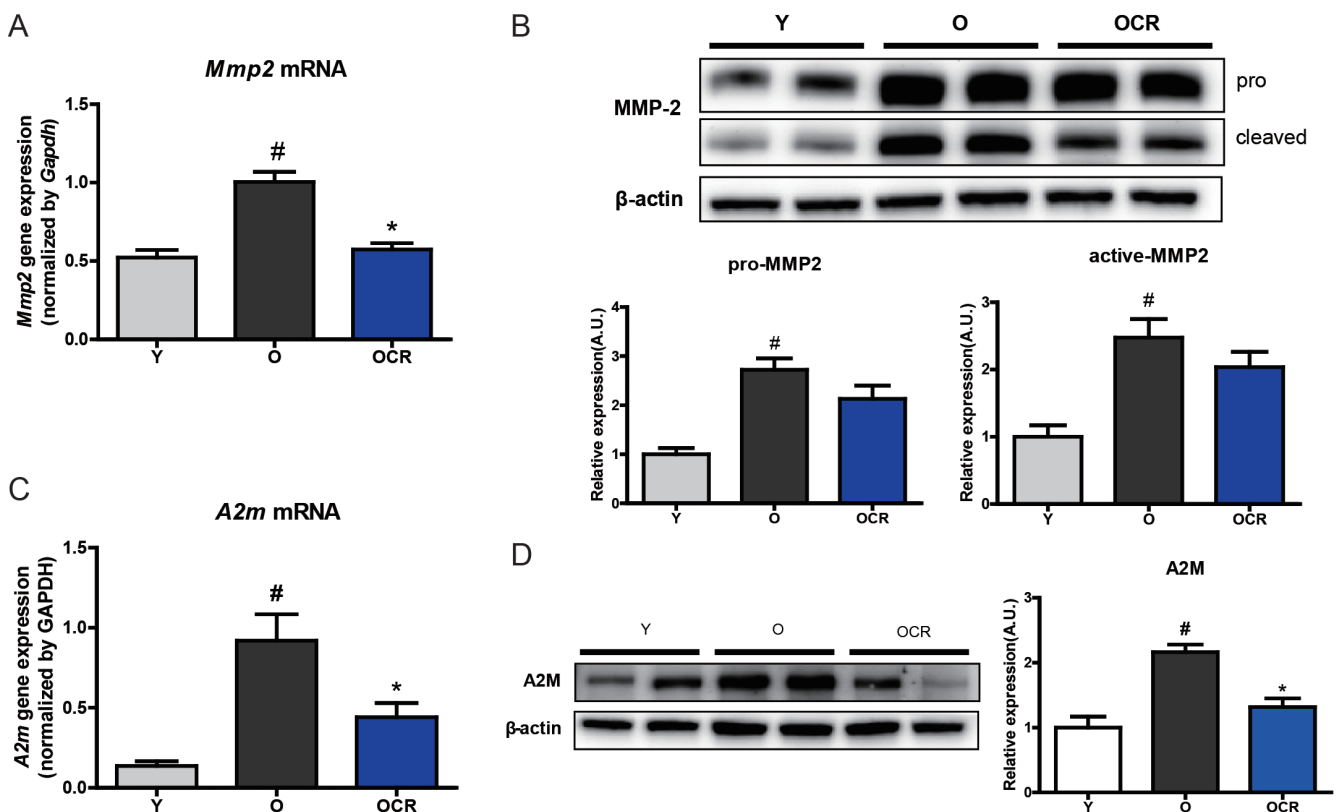 A
Mmp2 mRNA
Mmp2 gene expression
(normalized by Gapdh)
1.5
1.0
0.5
0.0
#
*
Y O OCR
B
Y O OCR
MMP-2
pro
cleaved
β-actin
pro-MMP2
Relative expression(A.U.)
4
3
2
1
0
#
Y O OCR
active-MMP2
Relative expression(A.U.)
3
2
1
0
#
Y O OCR
C
A2m mRNA
A2m gene expression
(normalized by GAPDH)
1.5
1.0
0.5
0.0
#
*
Y O OCR
D
Y O OCR
A2M
β-actin
A2M
Relative expression(A.U.)
3
2
1
0
#
*
Y O OCR